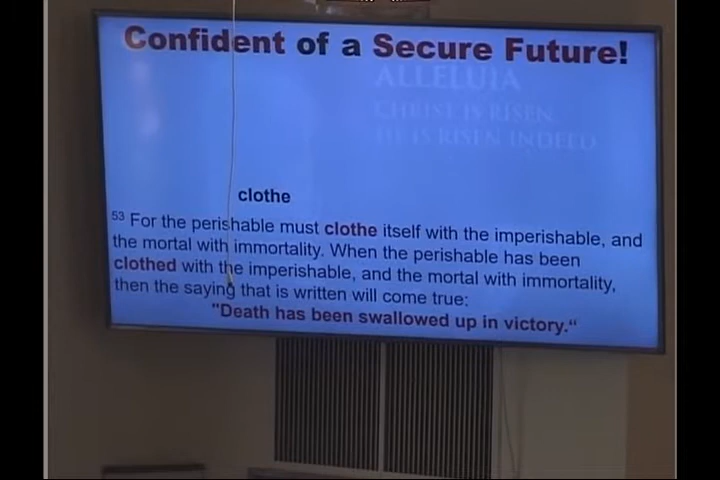 Confident of a Secure Future!
ALLELUIA
CHRIST IS RISEN
HE IS RISEN INDEED
clothe
53 For the perishable must clothe itself with the imperishable, and
the mortal with immortality. When the perishable has been
clothed with the imperishable, and the mortal with immortality,
then the saying that is written will come true:
"Death has been swallowed up in victory."